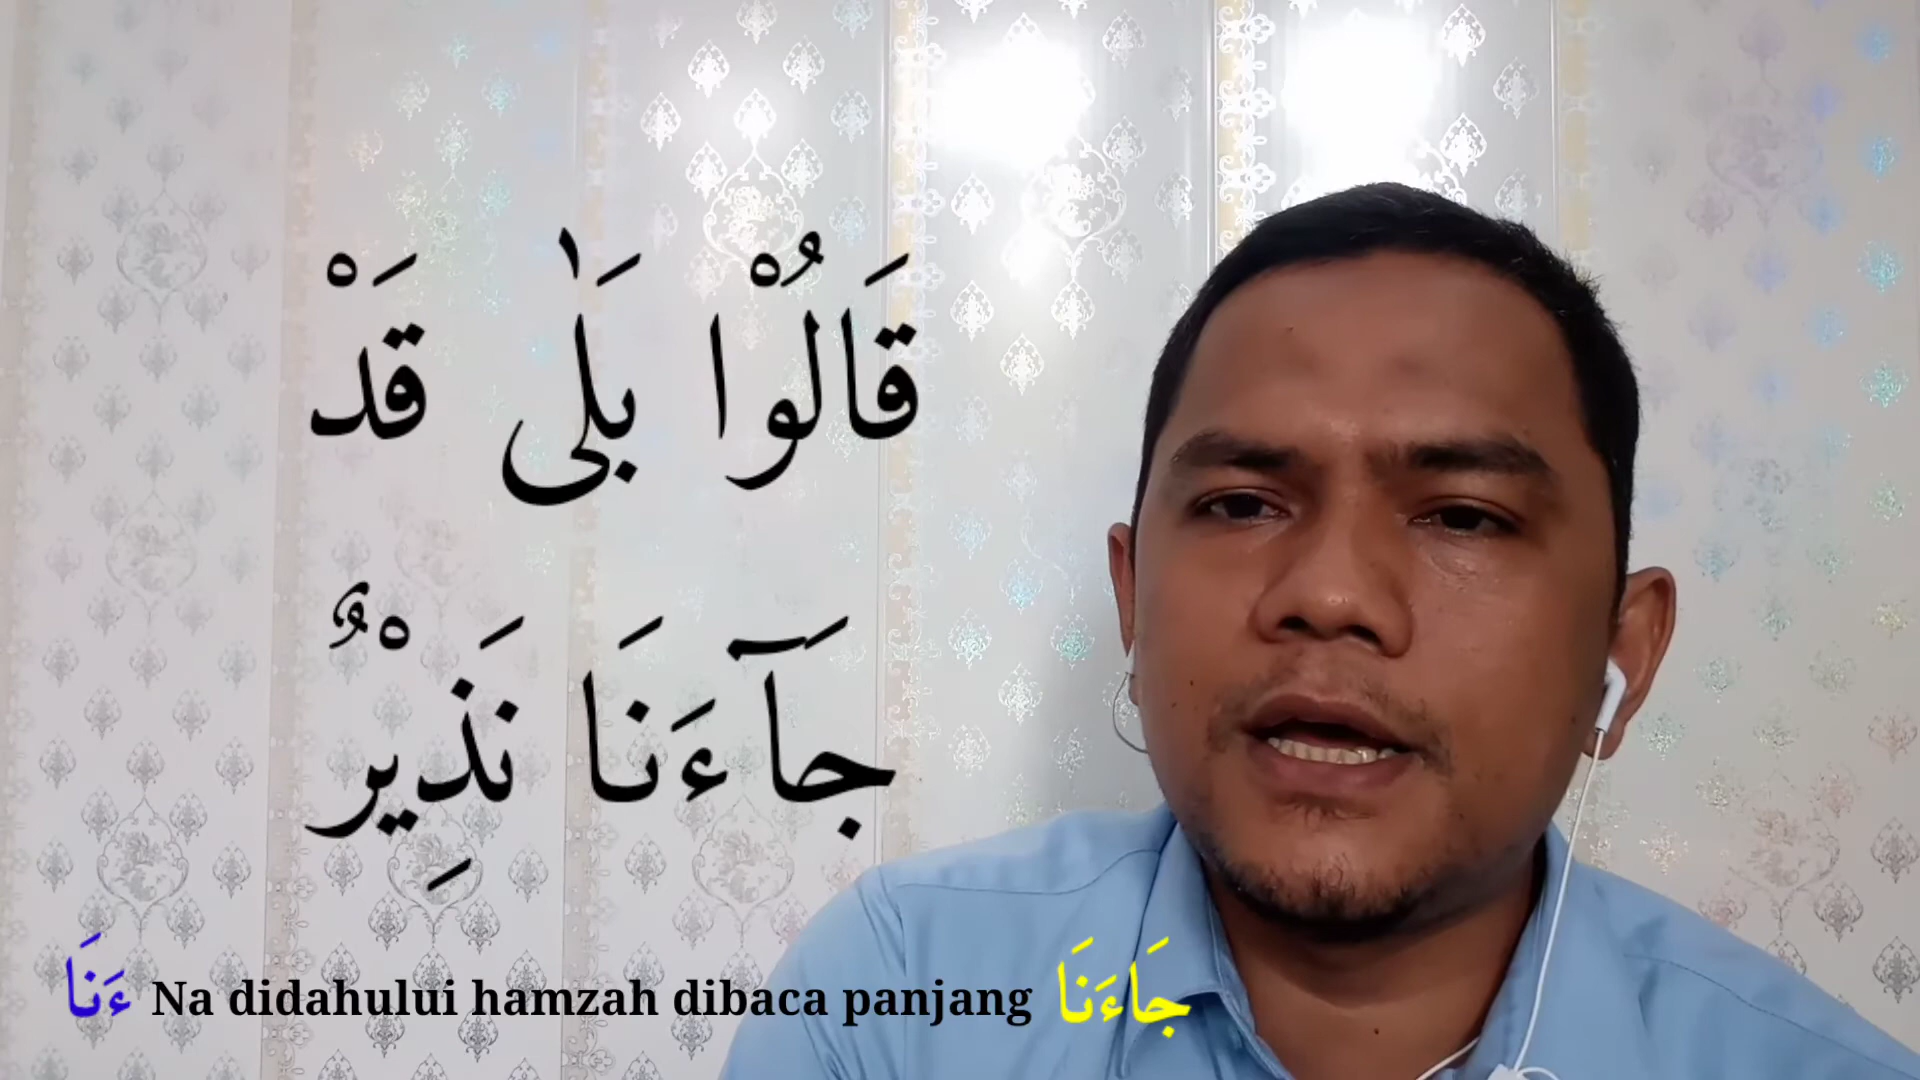 قَالُوْا بَلٰى قَدْ
جَآءَنَا نَذِيْرٌ
ءَنَا Na didahului hamzah dibaca panjang جَاءَنَا